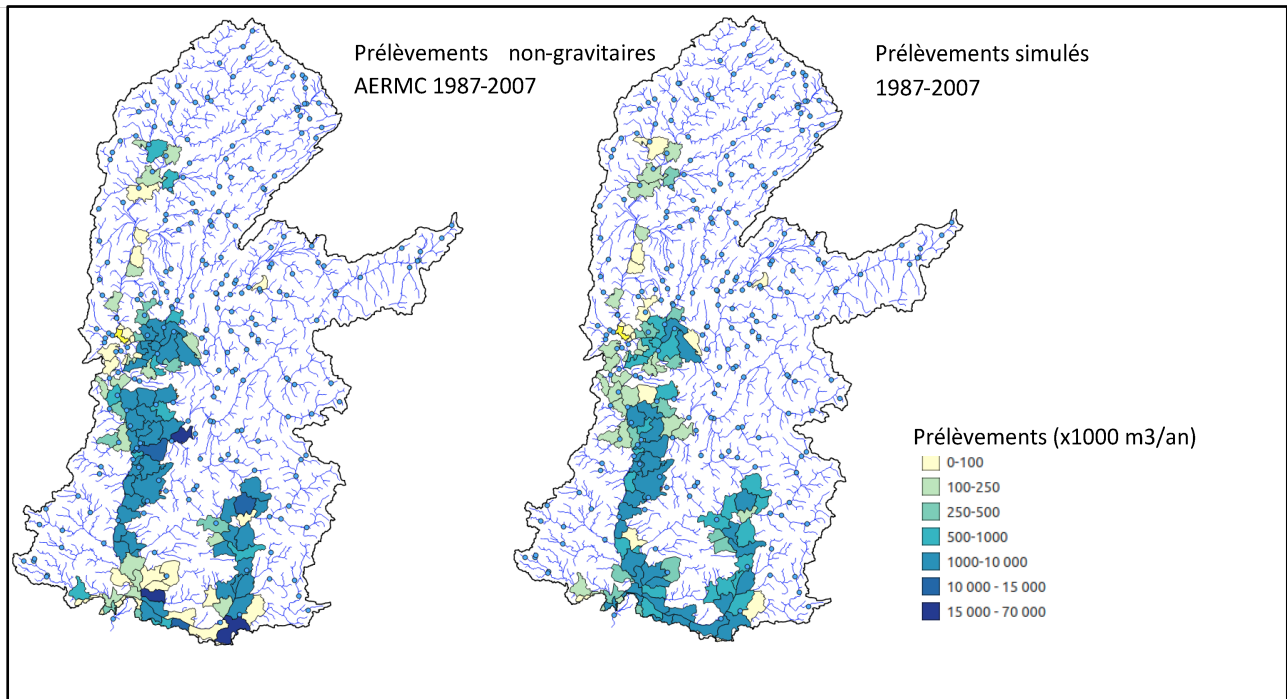 Prélèvements non-gravitaires
AERMC 1987-2007
Prélèvements simulés
1987-2007
Prélèvements (x1000 m3/an)
0-100
100-250
250-500
500-1000
1000-10 000
10 000 - 15 000
15 000 - 70 000